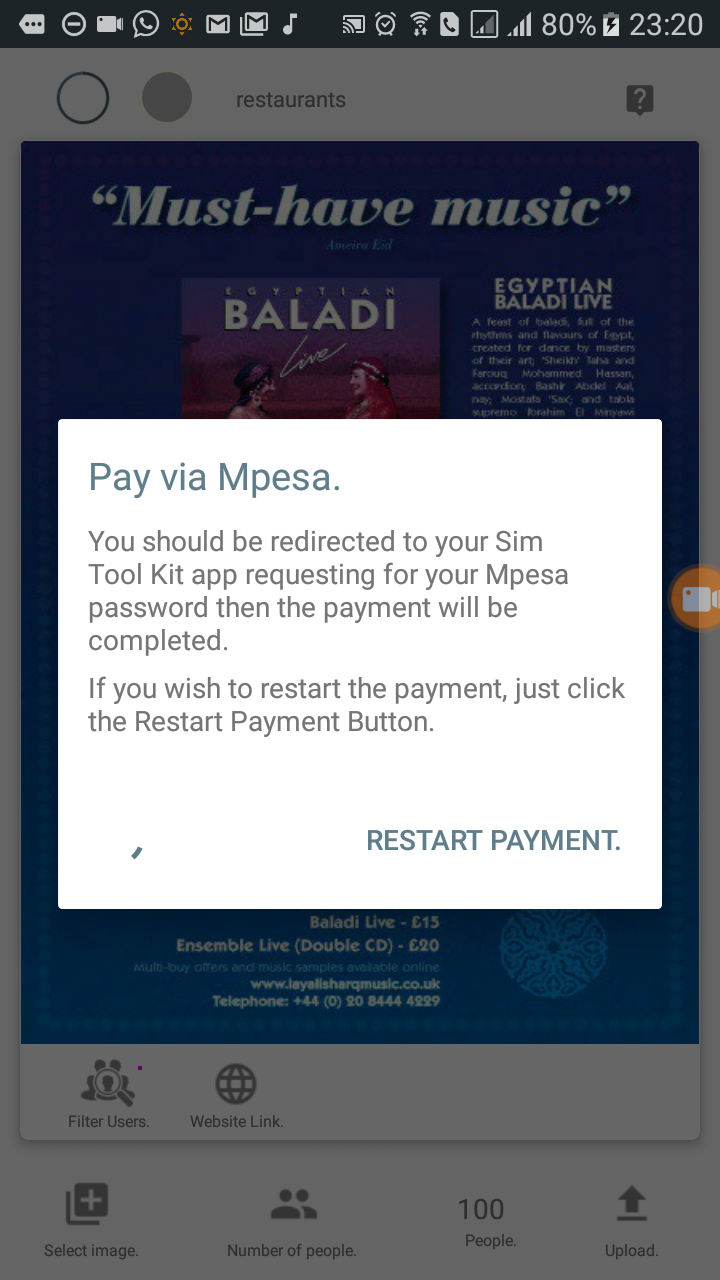 80% 23:20
restaurants
“Must-have music”
Ameira Eid
EGYPTIAN
BALADI
Live
EGYPTIAN
BALADI LIVE
A feast of baladi, full of the
rhythms and flavours of Egypt,
created for dance by masters
of their art; 'Sheikh' Taha and
Farouq Mohammed Hassan,
accordion; Bashir Abdel Aal,
nay; Mostafa 'Sax'; and tabla
supremo Ibrahim El Minyawi
Pay via Mpesa.
You should be redirected to your Sim
Tool Kit app requesting for your Mpesa
password then the payment will be
completed.
If you wish to restart the payment, just click
the Restart Payment Button.
RESTART PAYMENT.
Baladi Live - £15
Ensemble Live (Double CD) - £20
Multi-buy offers and music samples available online
www.layalisharqmusic.co.uk
Telephone: +44 (0) 20 8444 4229
Filter Users.
Website Link.
Select image.
Number of people.
100
People.
Upload.